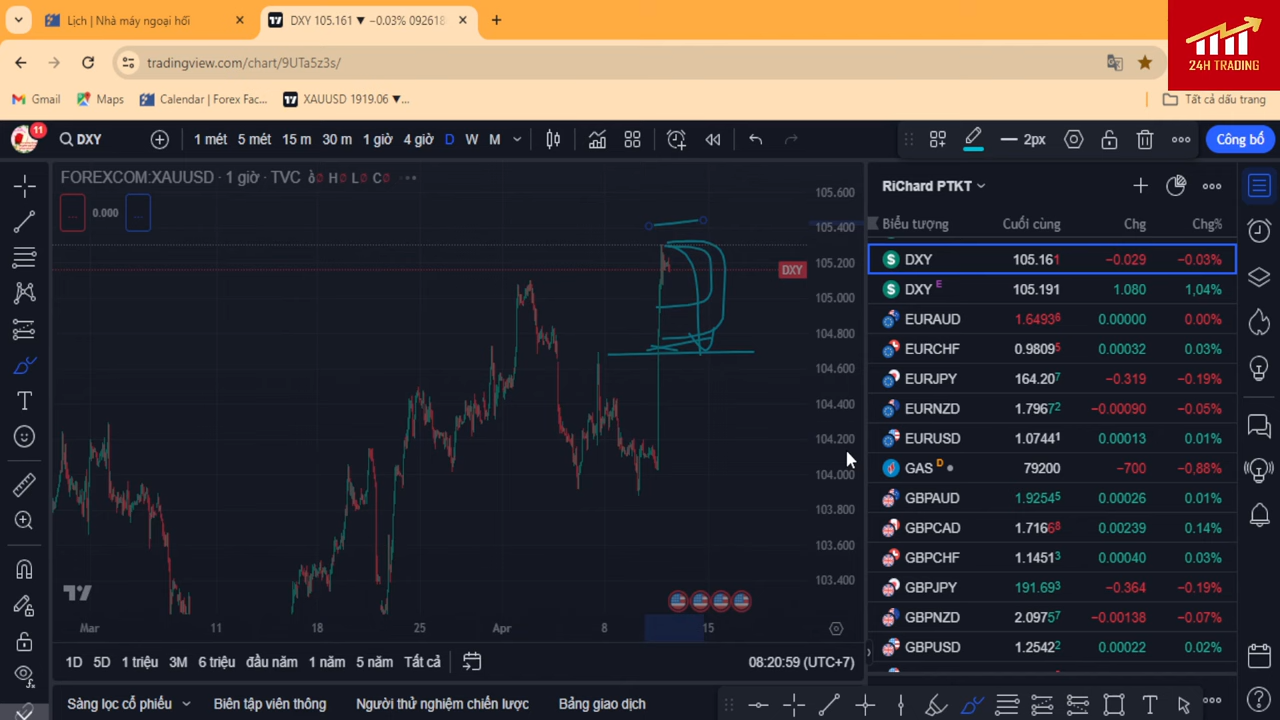 Lịch | Nhà máy ngoại hối
DXY 105.161 ▼ −0.03% 092618
tradingview.com/chart/9UTa5z3s/
24H TRADING
Gmail
Maps
Calendar | Forex Fac...
XAUUSD 1919.06 ▼...
Tất cả dấu trang
11
DXY
1 mét 5 mét 15 m 30 m 1 giờ 4 giờ D W M
2px
Công bố
FOREXCOM:XAUUSD · 1 giờ · TVC
H L C
0.000
RiChard PTKT
Biểu tượng Cuối cùng Chg Chg%
DXY 105.161 −0.029 −0.03%
DXY E 105.191 1.080 1,04%
EURAUD 1.64936 0.00000 0.00%
EURCHF 0.98095 0.00032 0.03%
EURJPY 164.207 −0.319 −0.19%
EURNZD 1.79672 −0.00090 −0.05%
EURUSD 1.07441 0.00013 0.01%
GAS D 79200 −700 −0,88%
GBPAUD 1.92545 0.00026 0.01%
GBPCAD 1.71668 0.00239 0.14%
GBPCHF 1.14513 0.00040 0.03%
GBPJPY 191.693 −0.364 −0.19%
GBPNZD 2.09757 −0.00138 −0.07%
GBPUSD 1.25422 0.00022 0.02%
105.600
105.400
105.200
DXY
105.000
104.800
104.600
104.400
104.200
104.000
103.800
103.600
103.400
Mar 11 18 25 Apr 8 15
1D 5D 1 triệu 3M 6 triệu đầu năm 1 năm 5 năm Tất cả
08:20:59 (UTC+7)
Sàng lọc cổ phiếu Biên tập viên thông Người thử nghiệm chiến lược Bảng giao dịch